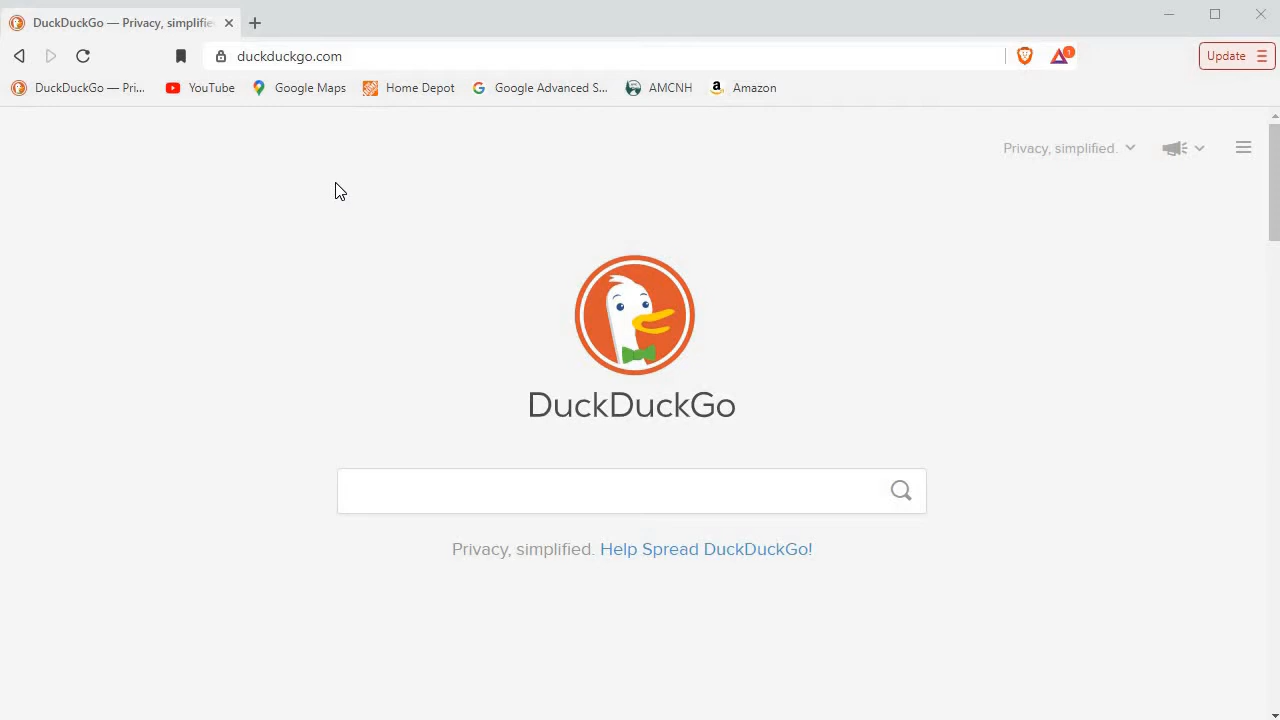 DuckDuckGo — Privacy, simplifie
duckduckgo.com
1
Update
DuckDuckGo — Pri...
YouTube
Google Maps
Home Depot
Google Advanced S...
AMCNH
Amazon
Privacy, simplified.
DuckDuckGo
Privacy, simplified. Help Spread DuckDuckGo!